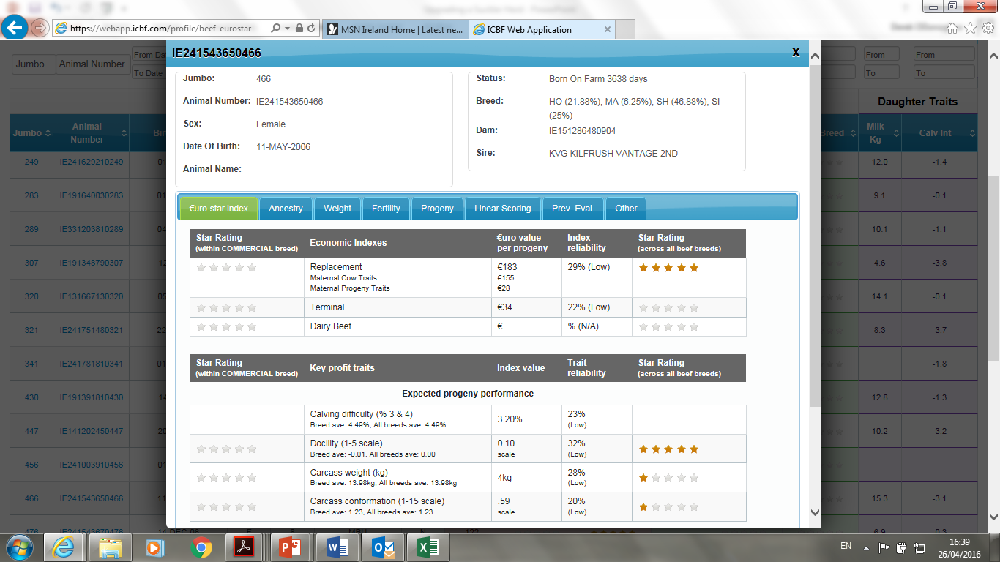 https://webapp.icbf.com/profile/beef-eurostar
MSN Ireland Home | Latest ne...
ICBF Web Application
Jumbo
Animal Number
From Da
To Date
From
To
From
To
Daughter Traits
Jumbo
Animal Number
Bir
Breed
Milk Kg
Calv Int
249 IE241629210249 01 12.0 -1.4
283 IE191640030283 01 9.1 -0.1
289 IE331203810289 04 10.1 -1.1
307 IE191348790307 12 4.6 -3.8
320 IE131667130320 05 14.1 -0.1
321 IE241751480321 22 8.3 -3.7
341 IE241781810341 01 -1.8
430 IE191391810430 14 12.8 -1.3
447 IE141202450447 20 10.2 -3.2
456 IE241003910456 01
466 IE241543650466 11 15.3 -3.1
476 IE241543670476 14-DEC-06 F 8 MBU N 122 6.9 0.3
IE241543650466
X
Jumbo: 466
Animal Number: IE241543650466
Sex: Female
Date Of Birth: 11-MAY-2006
Animal Name:
Status: Born On Farm 3638 days
Breed: HO (21.88%), MA (6.25%), SH (46.88%), SI
(25%)
Dam: IE151286480904
Sire: KVG KILFRUSH VANTAGE 2ND
€uro-star index Ancestry Weight Fertility Progeny Linear Scoring Prev. Eval. Other
Star Rating
(within COMMERCIAL breed)
Economic Indexes
€uro value
per progeny
Index
reliability
Star Rating
(across all beef breeds)
Replacement €183 29% (Low)
Maternal Cow Traits €155
Maternal Progeny Traits €28
Terminal €34 22% (Low)
Dairy Beef € % (N/A)
Star Rating
(within COMMERCIAL breed)
Key profit traits
Index value
Trait
reliability
Star Rating
(across all beef breeds)
Expected progeny performance
Calving difficulty (% 3 & 4)
Breed ave: 4.49%, All breeds ave: 4.49%
3.20%
23%
(Low)
Docility (1-5 scale)
Breed ave: -0.01, All breeds ave: 0.00
0.10
scale
32%
(Low)
Carcass weight (kg)
Breed ave: 13.98kg, All breeds ave: 13.98kg
4kg
28%
(Low)
Carcass conformation (1-15 scale)
Breed ave: 1.23, All breeds ave: 1.23
.59
scale
20%
(Low)
EN
16:39
26/04/2016